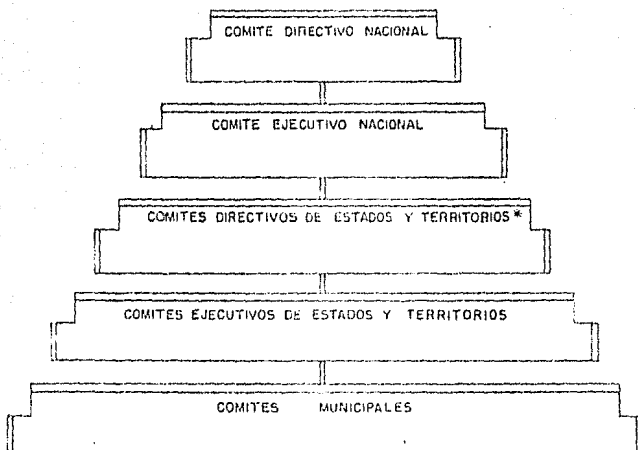 COMITE DIRECTIVO NACIONAL
COMITE EJECUTIVO NACIONAL
COMITES DIRECTIVOS DE ESTADOS Y TERRITORIOS*
COMITES EJECUTIVOS DE ESTADOS Y TERRITORIOS
COMITES MUNICIPALES